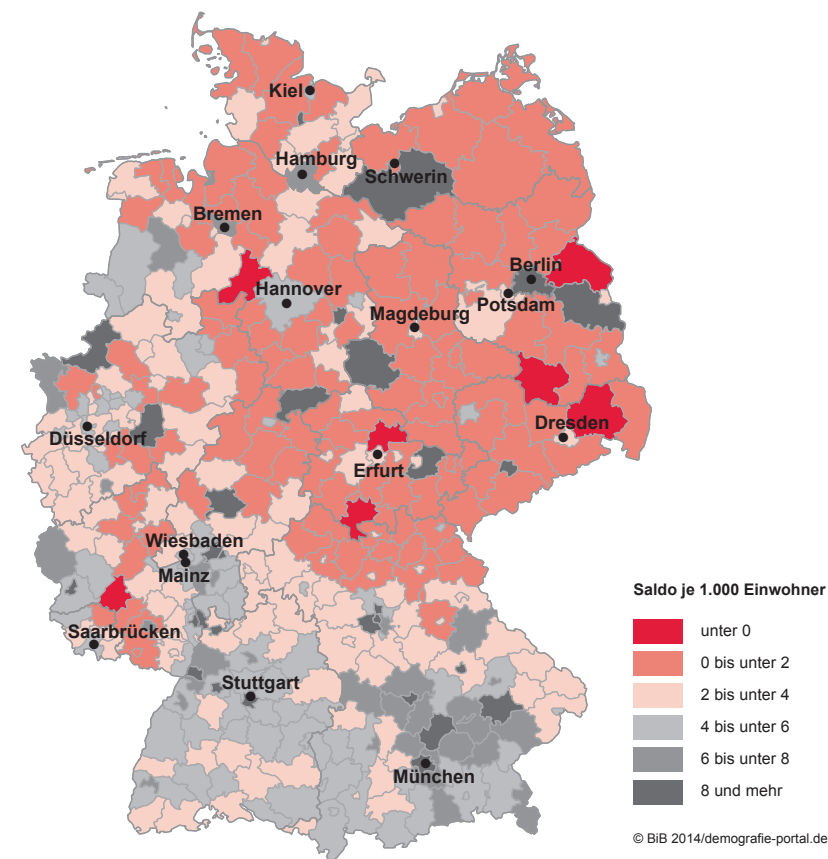 Kiel
Hamburg
Schwerin
Bremen
Berlin
Hannover
Potsdam
Magdeburg
Düsseldorf
Dresden
Erfurt
Wiesbaden
Mainz
Saarbrücken
Stuttgart
München
Saldo je 1.000 Einwohner
unter 0
0 bis unter 2
2 bis unter 4
4 bis unter 6
6 bis unter 8
8 und mehr
© BiB 2014/demografie-portal.de